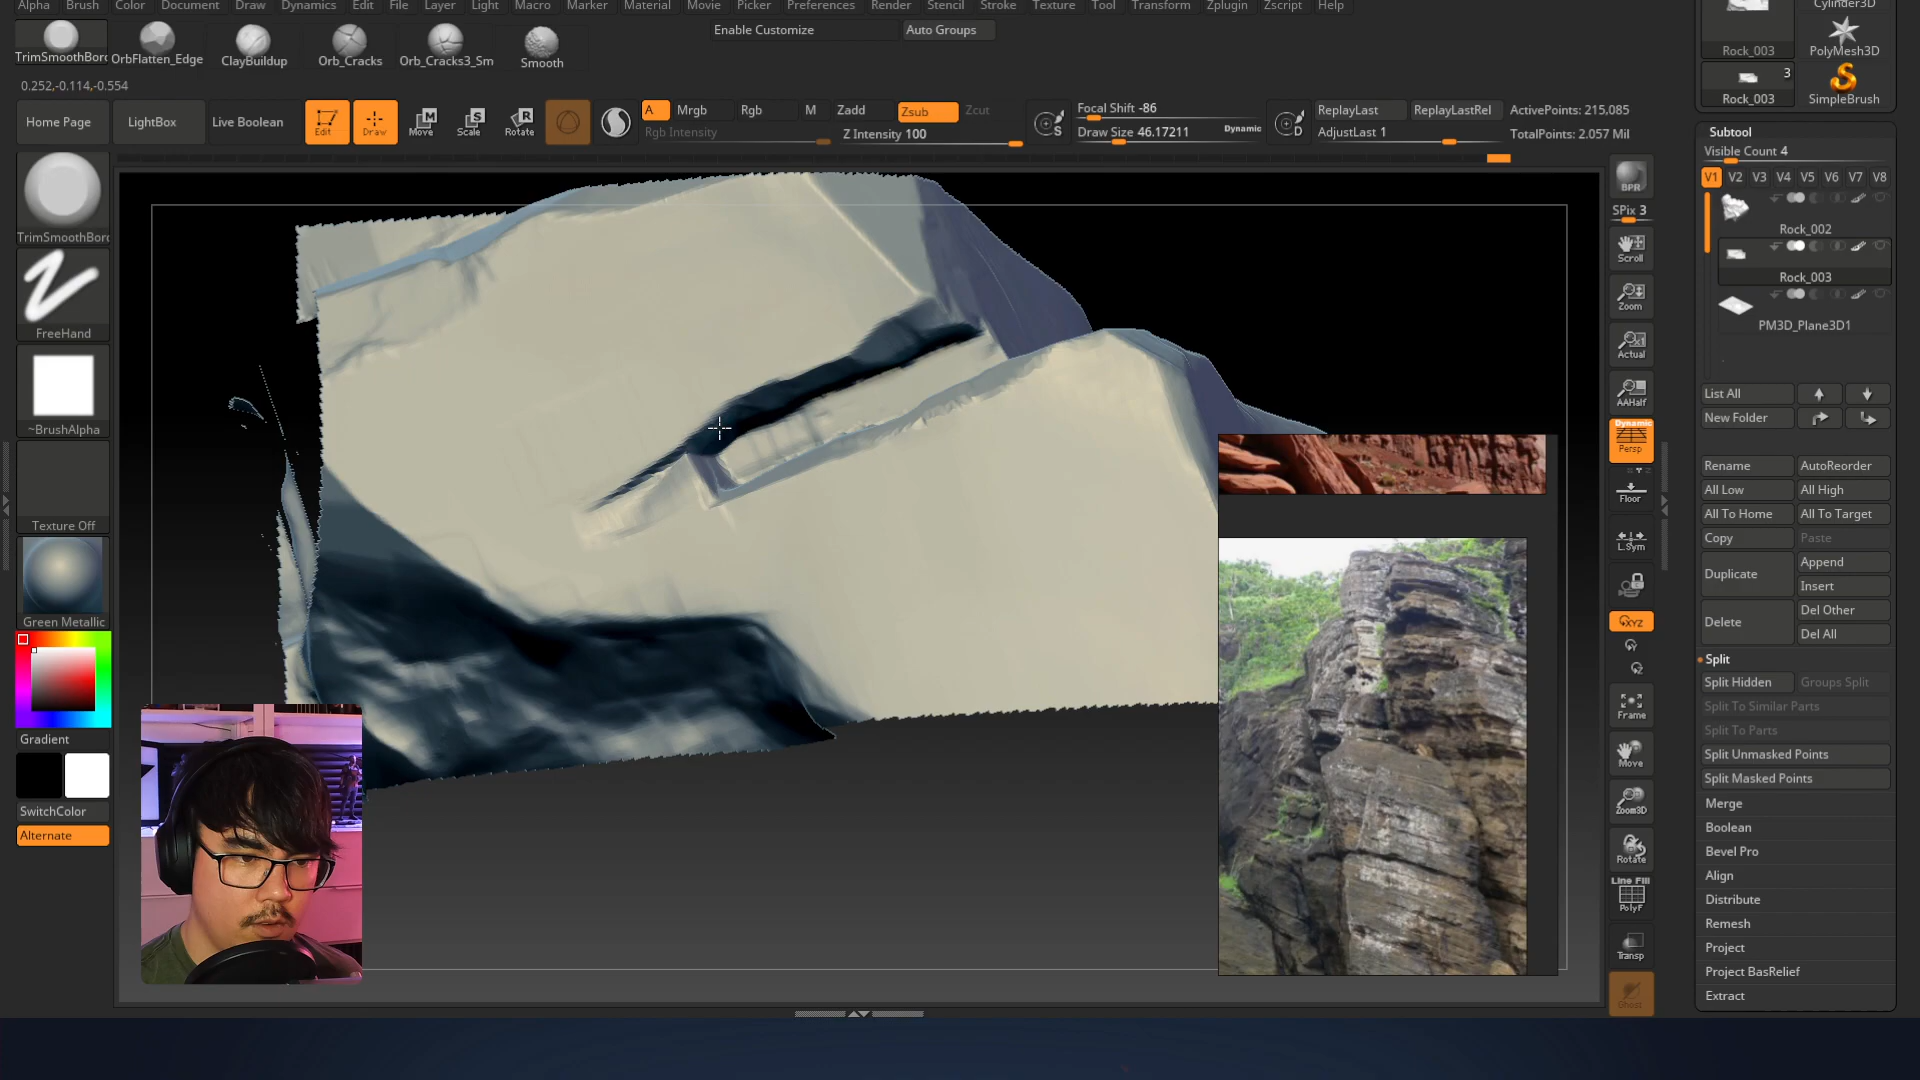 Alpha Brush Color Document Draw Dynamics Edit File Layer Light Macro Marker Material Movie Picker Preferences Render Stencil Stroke Texture Tool Transform Zplugin Zscript Help
Enable Customize
Auto Groups
TrimSmoothBorc
OrbFlatten_Edge
ClayBuildup
Orb_Cracks
Orb_Cracks3_Sm
Smooth
0.252,-0.114,-0.554
Home Page
LightBox
Live Boolean
Edit
Draw
Move
Scale
Rotate
A
Mrgb
Rgb
M
Zadd
Zsub
Zcut
Rgb Intensity
Z Intensity 100
S
Focal Shift -86
Draw Size 46.17211
Dynamic
D
ReplayLast
ReplayLastRel
AdjustLast 1
ActivePoints: 215,085
TotalPoints: 2.057 Mil
TrimSmoothBorc
FreeHand
~BrushAlpha
Texture Off
Green Metallic
Gradient
SwitchColor
Alternate
BPR
SPix 3
Scroll
Zoom
Actual
AAHalf
Dynamic
Persp
Floor
L.Sym
XYZ
Frame
Move
Zoom3D
Rotate
Line Fill
PolyF
Transp
Ghost
Rock_003
Cylinder3D
PolyMesh3D
3
Rock_003
SimpleBrush
Subtool
Visible Count 4
V1 V2 V3 V4 V5 V6 V7 V8
Rock_002
Rock_003
PM3D_Plane3D1
List All
New Folder
Rename
AutoReorder
All Low
All High
All To Home
All To Target
Copy
Paste
Duplicate
Append
Insert
Delete
Del Other
Del All
Split
Split Hidden
Groups Split
Split To Similar Parts
Split To Parts
Split Unmasked Points
Split Masked Points
Merge
Boolean
Bevel Pro
Align
Distribute
Remesh
Project
Project BasRelief
Extract